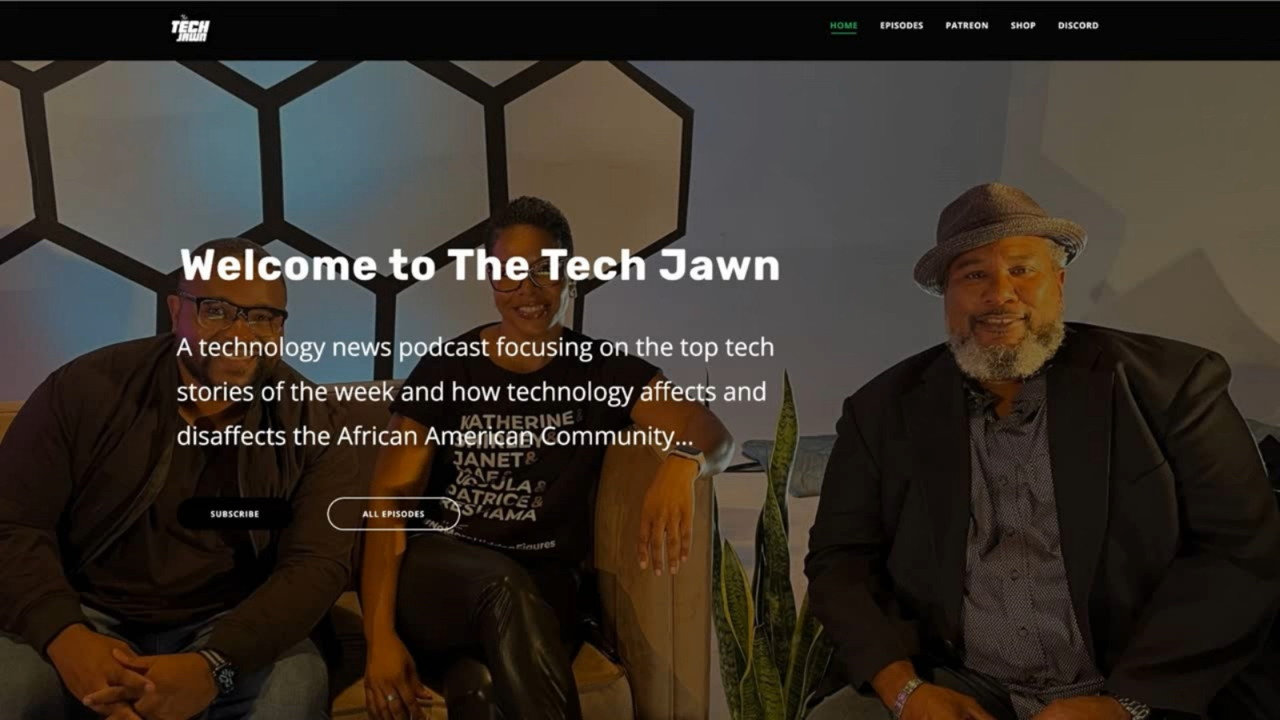 THE
TECH
JAWN
HOME
EPISODES
PATREON
SHOP
DISCORD
Welcome to The Tech Jawn
A technology news podcast focusing on the top tech
stories of the week and how technology affects and
disaffects the African American Community...
KATHERINE
JANET&
SUBSCRIBE
ALL EPISODES